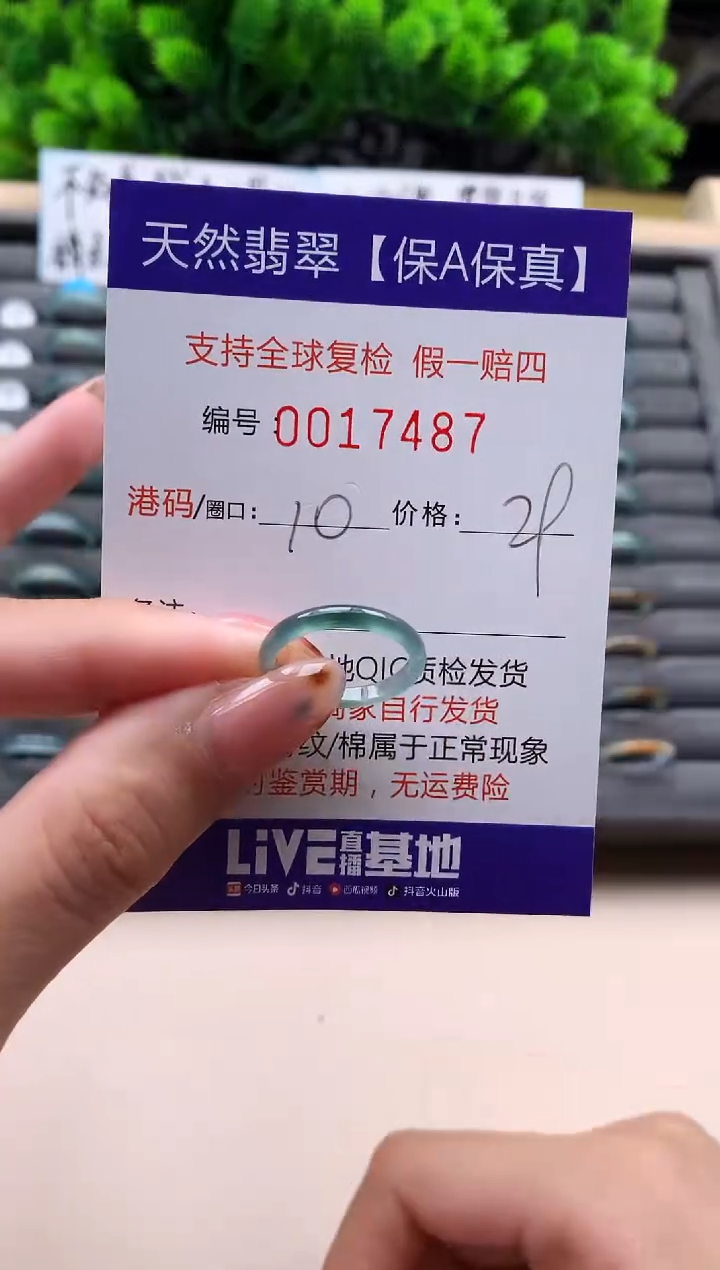 天然翡翠【保A保真】
支持全球复检 假一赔四
编号:0017487
港码/圈口: 10 价格:
地QIC质检发货
商家自行发货
纹/棉属于正常现象
鉴赏期，无运费险
LiVE直播基地
今日头条 抖音 西瓜视频 抖音火山版